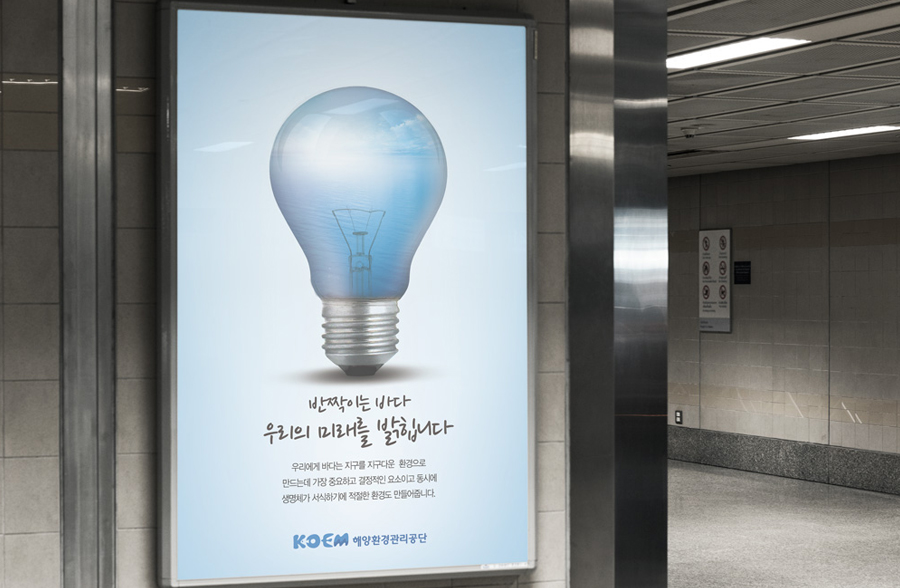 반짝이는 바다
우리의 미래를 밝힙니다
우리에게 바다는 지구를 지구다운 환경으로
만드는데 가장 중요하고 결정적인 요소이고 동시에
생명체가 서식하기에 적절한 환경도 만들어줍니다.
KOEM 해양환경관리공단